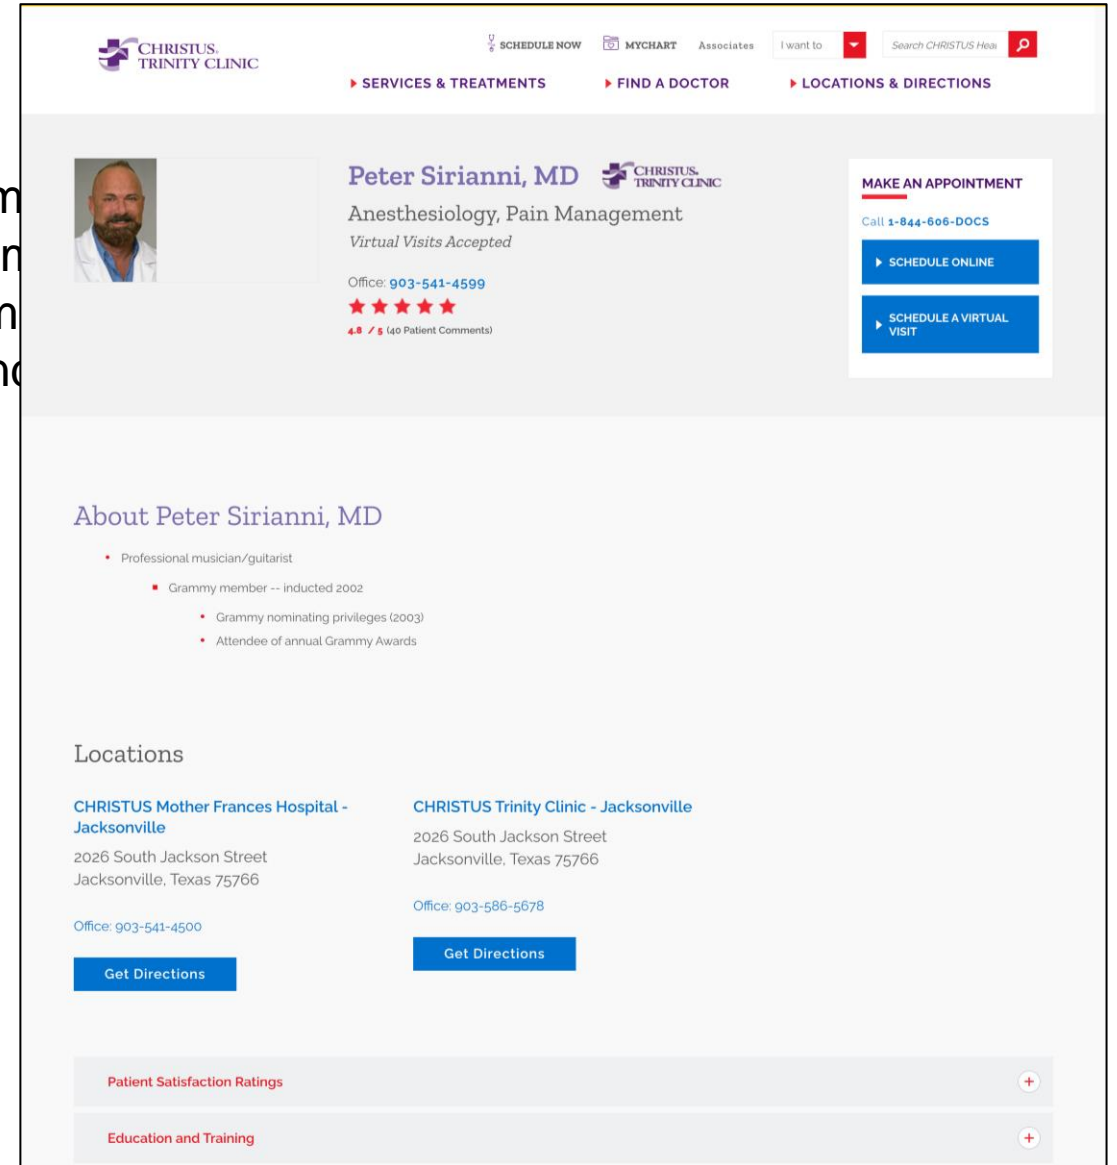 CHRISTUS.
TRINITY CLINIC
SCHEDULE NOW MYCHART Associates I want to Search CHRISTUS Heal
SERVICES & TREATMENTS FIND A DOCTOR LOCATIONS & DIRECTIONS
Peter Sirianni, MD CHRISTUS.
TRINITY CLINIC
Anesthesiology, Pain Management
Virtual Visits Accepted
Office: 903-541-4599
4.8 / 5 (40 Patient Comments)
MAKE AN APPOINTMENT
Call 1-844-606-DOCS
SCHEDULE ONLINE
SCHEDULE A VIRTUAL
VISIT
About Peter Sirianni, MD
Professional musician/guitarist
Grammy member -- inducted 2002
Grammy nominating privileges (2003)
Attendee of annual Grammy Awards
Locations
CHRISTUS Mother Frances Hospital -
Jacksonville
2026 South Jackson Street
Jacksonville, Texas 75766
Office: 903-541-4500
Get Directions
CHRISTUS Trinity Clinic - Jacksonville
2026 South Jackson Street
Jacksonville, Texas 75766
Office: 903-586-5678
Get Directions
Patient Satisfaction Ratings
Education and Training